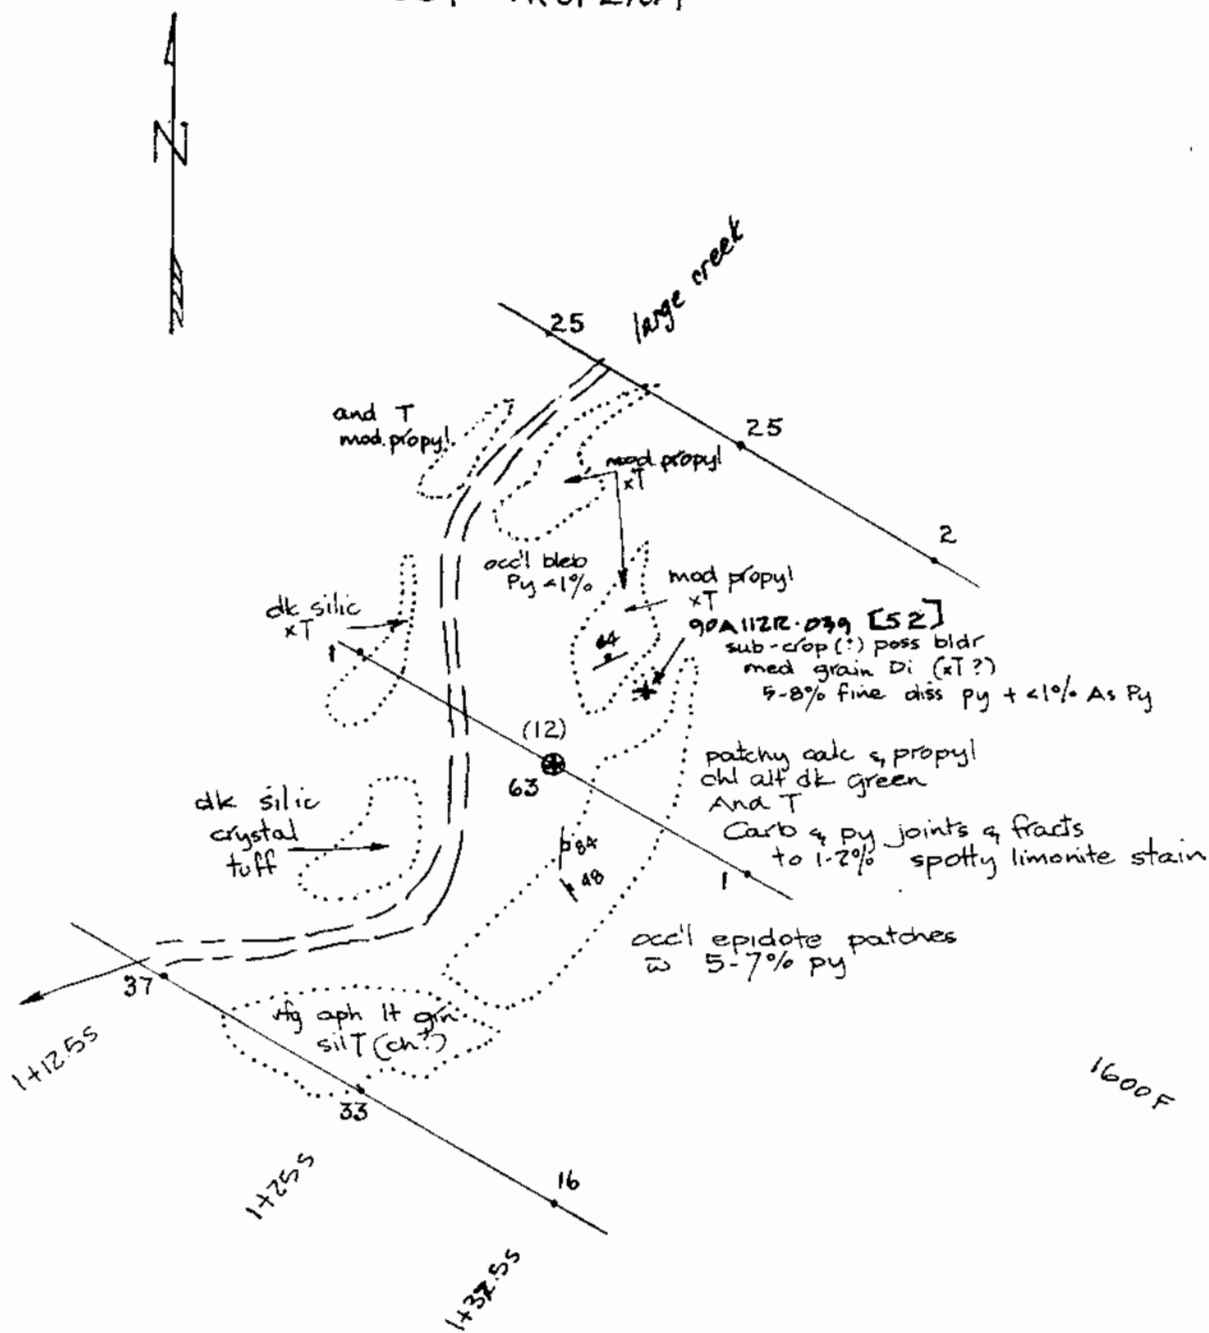 N
large creek
25
25
2
and T
mod. propyl.
mod. propyl
xT
occ'l bleb
Py <1%
mod propyl
xT
64
90A112R-039 [52]
sub-crop(?) poss bldr
med grain Di (xT?)
5-8% fine diss py + <1% As Py
dk silic
xT
1
(12)
63
patchy calc & propyl
chl alt dk green
And T
Carb & py joints & fracts
to 1-2% spotty limonite stain
1
dk silic
crystal
tuff
84
48
occ'l epidote patches
w 5-7% py
37
vfg aph lt grn
silT (ch?)
1+12.5S
33
1+25S
16
1+37.5S
1600F